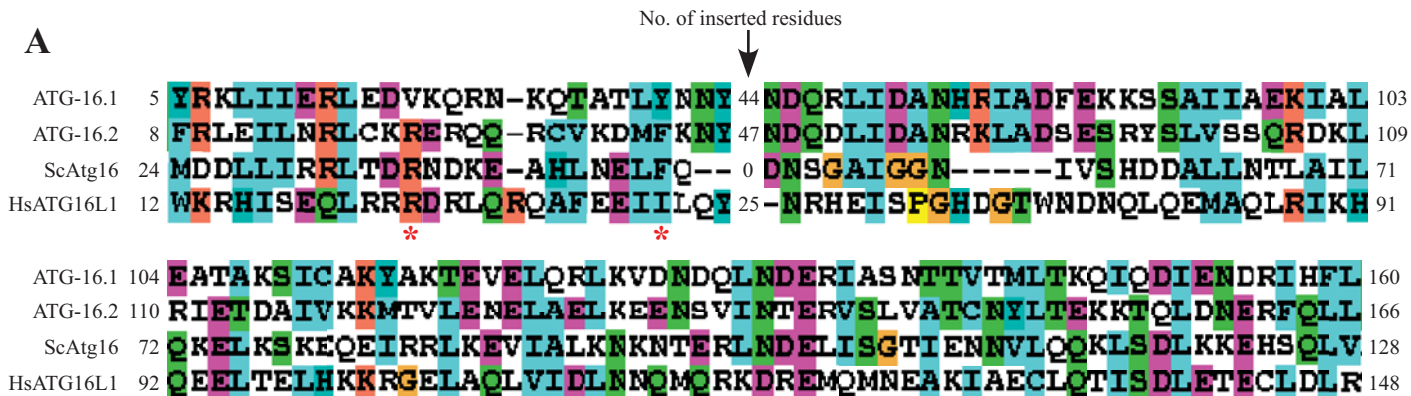 No. of inserted residues
A
ATG-16.1 5 YRKLIIERLEDVKQRN-KQTATLYNNY 44 NDQRLIDANHRIADFEKKSSAIIAEKIAL 103
ATG-16.2 8 FRLEILNRLCKRERQQ-RCVKDMFKNY 47 NDQDLIDANRKLADSESRYSLVSSQRDKL 109
ScAtg16 24 MDDLLIRRLTDRNDKE-AHLNELFQ-- 0 DNSGAIGGN-----IVSHDDALLNTLAIL 71
HsATG16L1 12 WKRHISEQLRRRDRLQRQAFEEIILQY 25 -NRHEISPGHDGTWNDNQLQEMAQLRIKH 91
* *
ATG-16.1 104 EATAKSICAKYAKTEVELQRLKVDNDQLNDERIASNTTVTMLTKQIQDIENDRIHFL 160
ATG-16.2 110 RIETDAIVKKMTVLENELAELKEENSVINTERVSLVATCNYLTEKKTQLDNERFQLL 166
ScAtg16 72 QKELKSKEQEIRRLKEVIALKNKNTERLNDELISGTIENNVLQQKLSDLKKEHSQLV 128
HsATG16L1 92 QEELTELHKKRGELAQLVIDLNNQMQRKDREMQMNEAKIAECLQTISDLETECLDLR 148